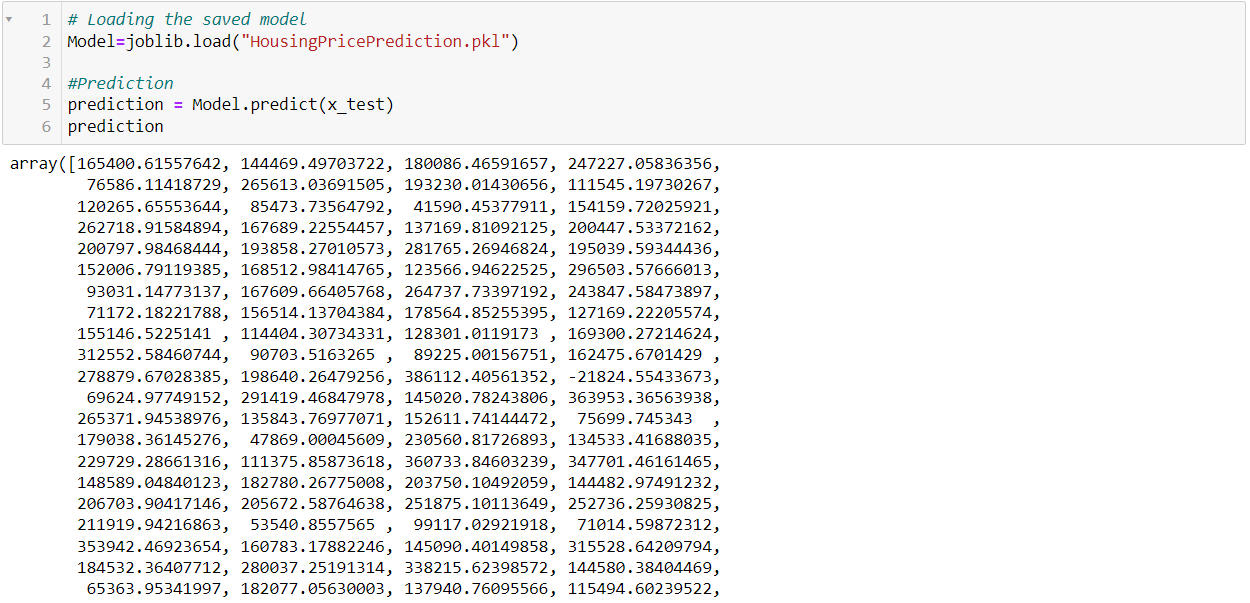 1 # Loading the saved model
2 Model=joblib.load("HousingPricePrediction.pkl")
3
4 #Prediction
5 prediction = Model.predict(x_test)
6 prediction
array([165400.61557642, 144469.49703722, 180086.46591657, 247227.05836356,
76586.11418729, 265613.03691505, 193230.01430656, 111545.19730267,
120265.65553644, 85473.73564792, 41590.45377911, 154159.72025921,
262718.91584894, 167689.22554457, 137169.81092125, 200447.53372162,
200797.98468444, 193858.27010573, 281765.26946824, 195039.59344436,
152006.79119385, 168512.98414765, 123566.94622525, 296503.57666013,
93031.14773137, 167609.66405768, 264737.73397192, 243847.58473897,
71172.18221788, 156514.13704384, 178564.85255395, 127169.22205574,
155146.5225141 , 114404.30734331, 128301.0119173 , 169300.27214624,
312552.58460744, 90703.5163265 , 89225.00156751, 162475.6701429 ,
278879.67028385, 198640.26479256, 386112.40561352, -21824.55433673,
69624.97749152, 291419.46847978, 145020.78243806, 363953.36563938,
265371.94538976, 135843.76977071, 152611.74144472, 75699.745343 ,
179038.36145276, 47869.00045609, 230560.81726893, 134533.41688035,
229729.28661316, 111375.85873618, 360733.84603239, 347701.46161465,
148589.04840123, 182780.26775008, 203750.10492059, 144482.97491232,
206703.90417146, 205672.58764638, 251875.10113649, 252736.25930825,
211919.94216863, 53540.8557565 , 99117.02921918, 71014.59872312,
353942.46923654, 160783.17882246, 145090.40149858, 315528.64209794,
184532.36407712, 280037.25191314, 338215.62398572, 144580.38404469,
65363.95341997, 182077.05630003, 137940.76095566, 115494.60239522,